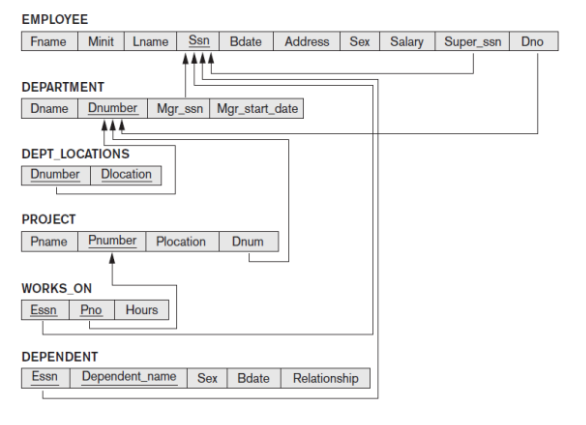 EMPLOYEE
Fname Minit Lname Ssn Bdate Address Sex Salary Super_ssn Dno
DEPARTMENT
Dname Dnumber Mgr_ssn Mgr_start_date
DEPT_LOCATIONS
Dnumber Dlocation
PROJECT
Pname Pnumber Plocation Dnum
WORKS_ON
Essn Pno Hours
DEPENDENT
Essn Dependent_name Sex Bdate Relationship